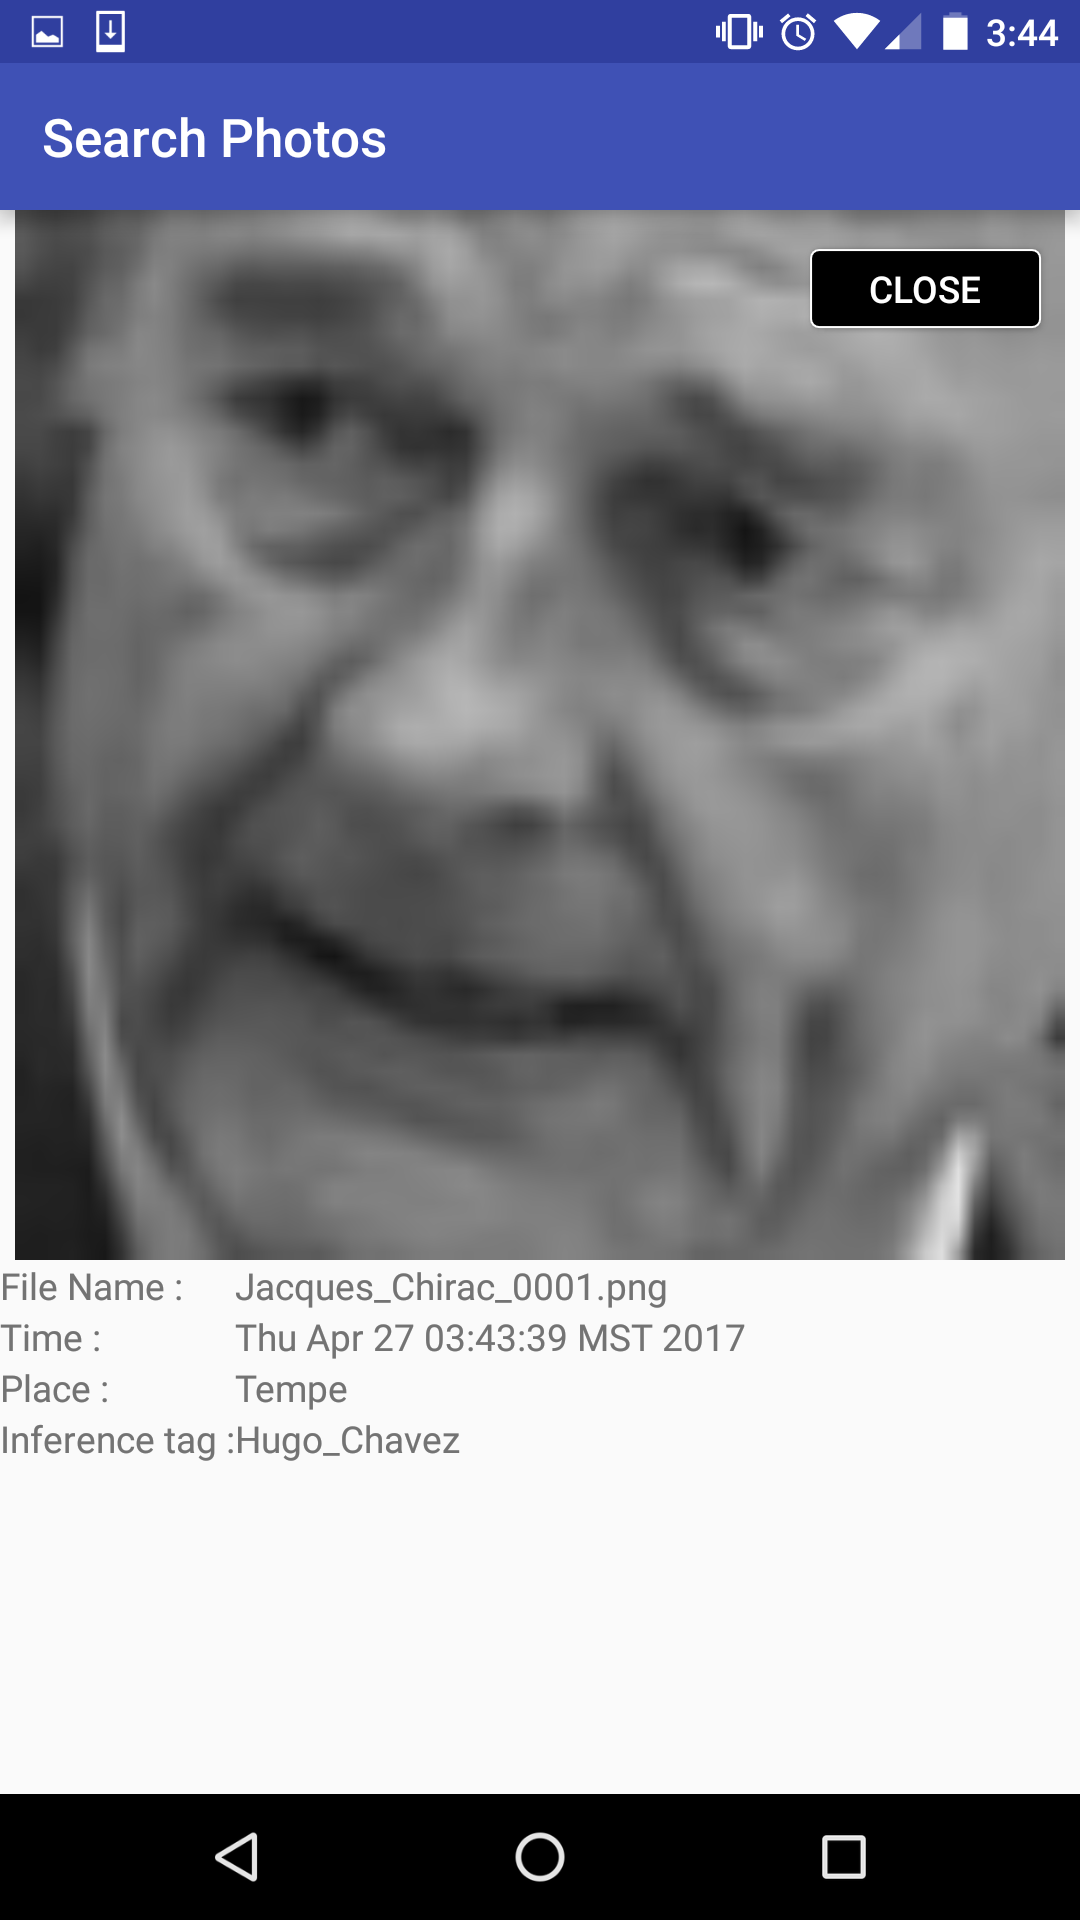 3:44
Search Photos
CLOSE
File Name : Jacques_Chirac_0001.png
Time : Thu Apr 27 03:43:39 MST 2017
Place : Tempe
Inference tag :Hugo_Chavez